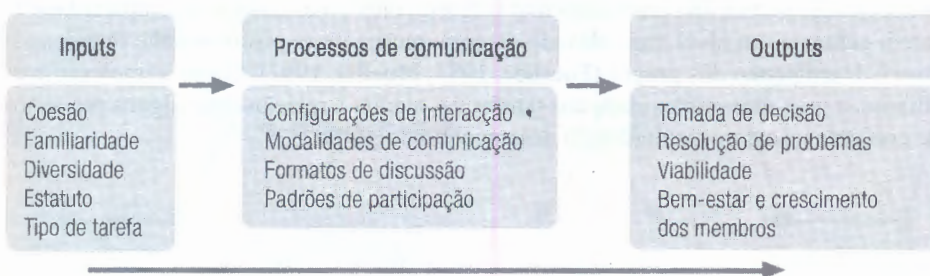 Inputs
Coesão
Familiaridade
Diversidade
Estatuto
Tipo de tarefa
Processos de comunicação
Configurações de interacção
Modalidades de comunicação
Formatos de discussão
Padrões de participação
Outputs
Tomada de decisão
Resolução de problemas
Viabilidade
Bem-estar e crescimento
dos membros